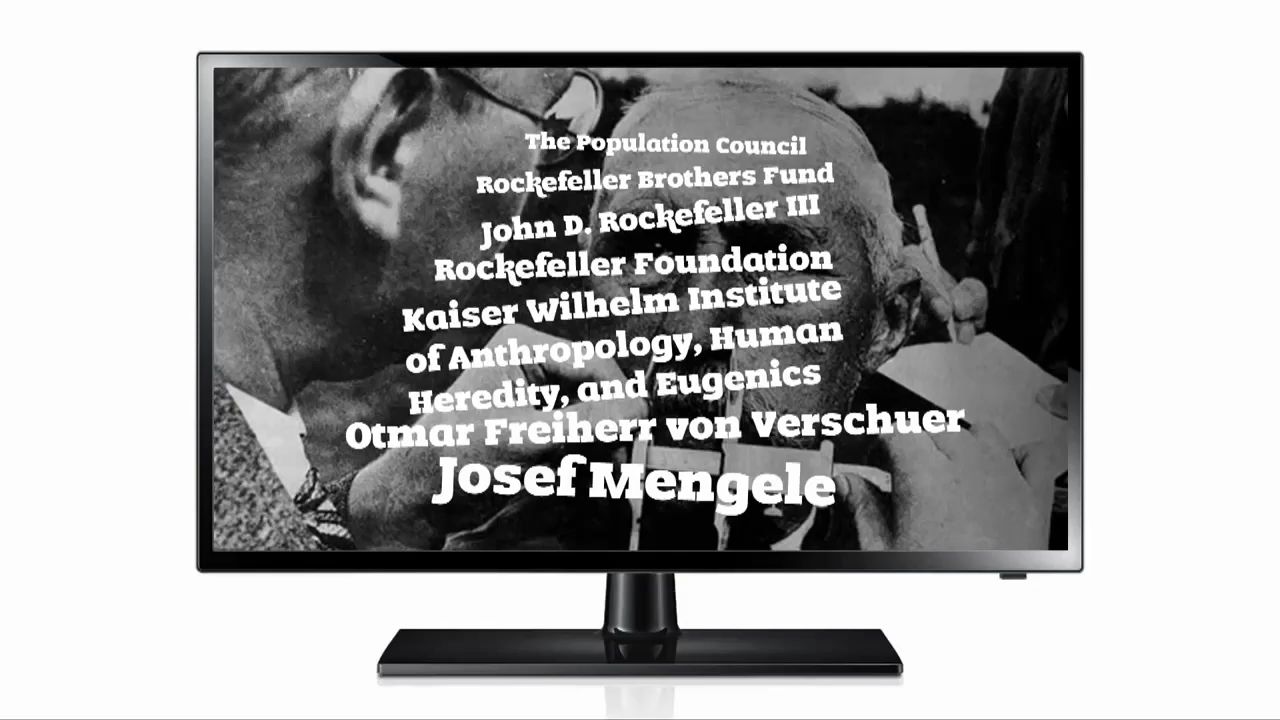 The Population Council
Rockefeller Brothers Fund
John D. Rockefeller III
Rockefeller Foundation
Kaiser Wilhelm Institute
of Anthropology, Human
Heredity, and Eugenics
Otmar Freiherr von Verschuer
Josef Mengele